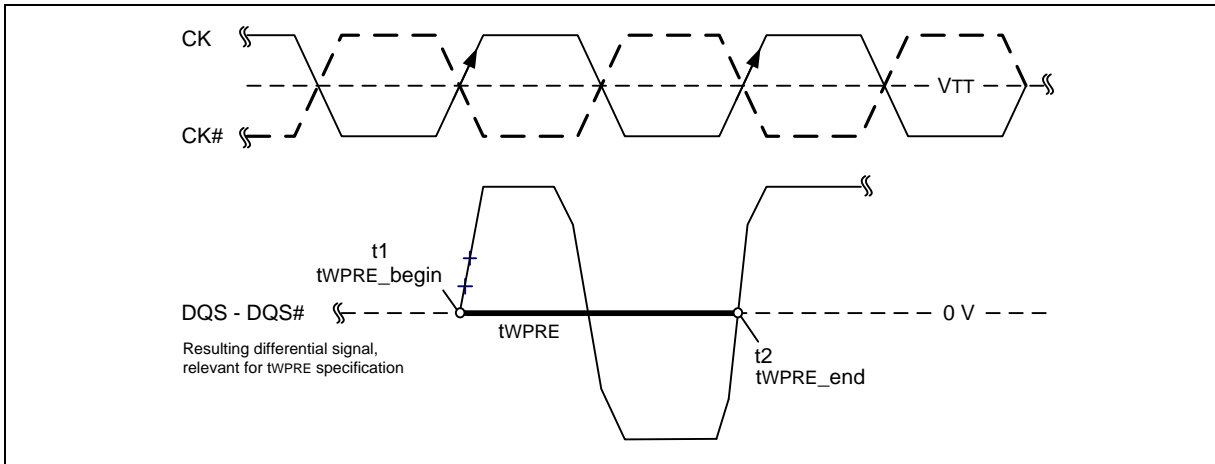 CK
VTT
CK#
t1
tWPRE_begin
DQS - DQS#
tWPRE
0 V
Resulting differential signal,
relevant for tWPRE specification
t2
tWPRE_end